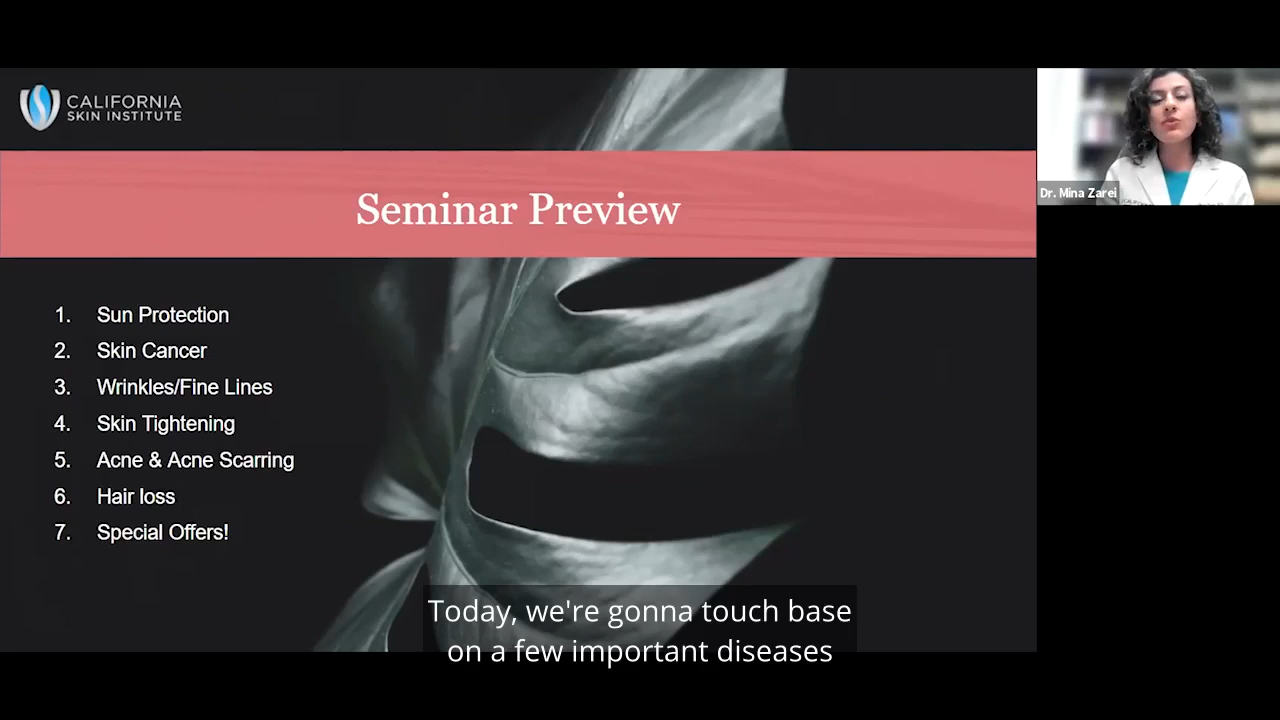 CALIFORNIA
SKIN INSTITUTE
Seminar Preview
Dr. Mina Zarei
1. Sun Protection
2. Skin Cancer
3. Wrinkles/Fine Lines
4. Skin Tightening
5. Acne & Acne Scarring
6. Hair loss
7. Special Offers!
Today, we're gonna touch base
on a few important diseases